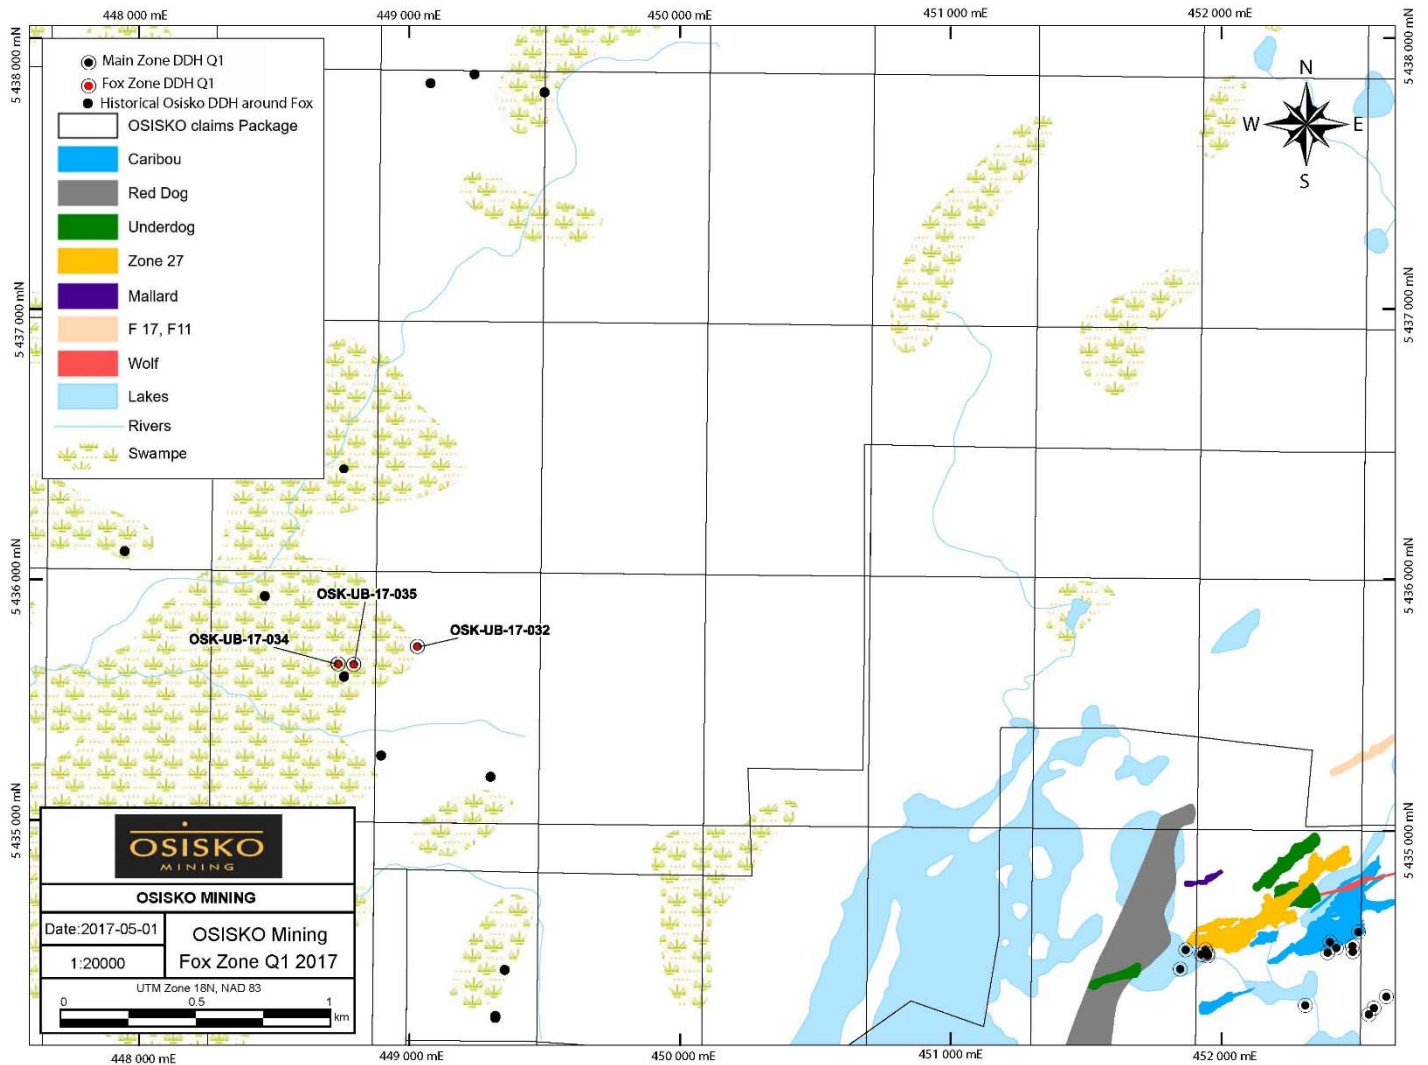 448 000 mE
449 000 mE
450 000 mE
451 000 mE
452 000 mE
5 438 000 mN
5 437 000 mN
5 436 000 mN
5 435 000 mN
5 438 000 mN
5 437 000 mN
5 436 000 mN
5 435 000 mN
Main Zone DDH Q1
Fox Zone DDH Q1
Historical Osisko DDH around Fox
OSISKO claims Package
Caribou
Red Dog
Underdog
Zone 27
Mallard
F 17, F11
Wolf
Lakes
Rivers
Swampe
N
W
E
S
OSK-UB-17-035
OSK-UB-17-034
OSK-UB-17-032
OSISKO
MINING
OSISKO MINING
Date:2017-05-01
1:20000
OSISKO Mining
Fox Zone Q1 2017
UTM Zone 18N, NAD 83
0 0.5 1
km
448 000 mE
449 000 mE
450 000 mE
451 000 mE
452 000 mE